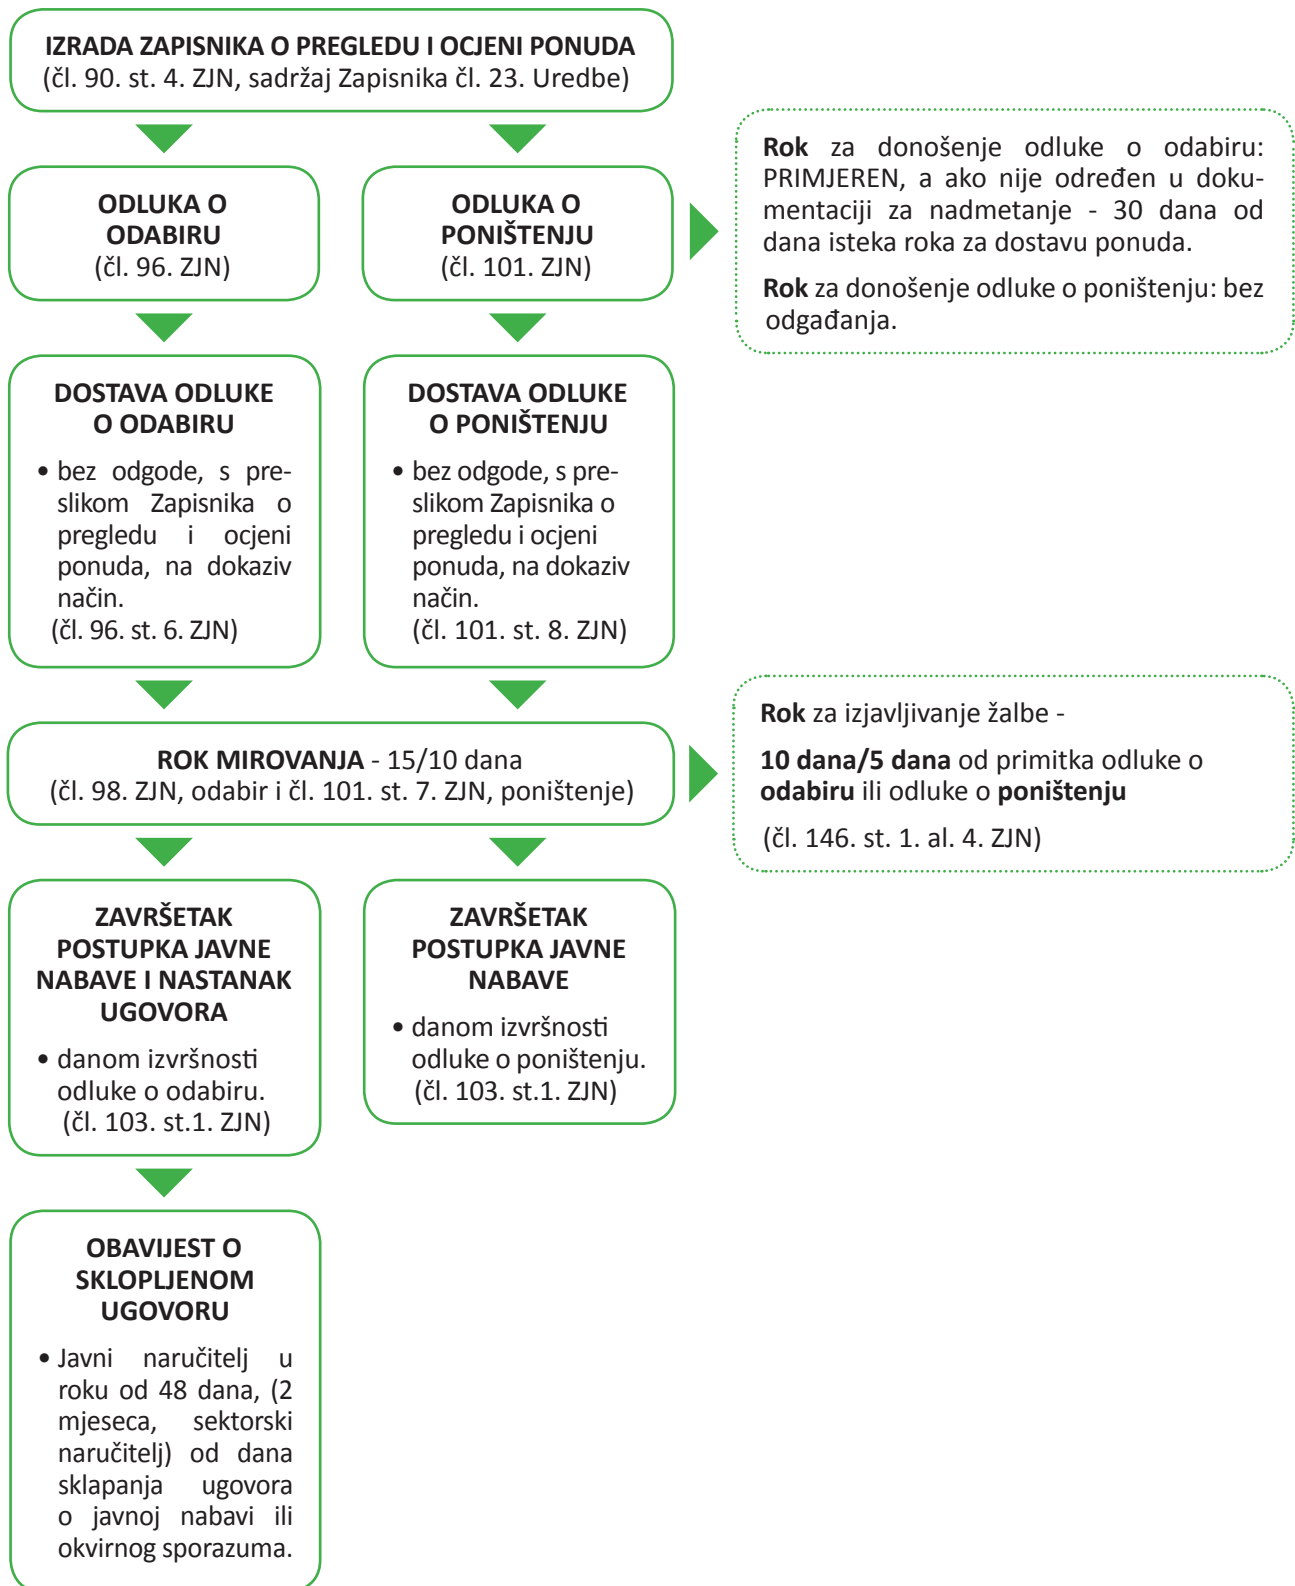 IZRADA ZAPISNIKA O PREGLEDU I OCJENI PONUDA
(čl. 90. st. 4. ZJN, sadržaj Zapisnika čl. 23. Uredbe)
ODLUKA O
ODABIRU
(čl. 96. ZJN)
ODLUKA O
PONIŠTENJU
(čl. 101. ZJN)
Rok za donošenje odluke o odabiru:
PRIMJEREN, a ako nije određen u doku-
mentaciji za nadmetanje - 30 dana od
dana isteka roka za dostavu ponuda.
Rok za donošenje odluke o poništenju: bez
odgađanja.
DOSTAVA ODLUKE
O ODABIRU
• bez odgode, s pre-
slikom Zapisnika o
pregledu i ocjeni
ponuda, na dokaziv
način.
(čl. 96. st. 6. ZJN)
DOSTAVA ODLUKE
O PONIŠTENJU
• bez odgode, s pre-
slikom Zapisnika o
pregledu i ocjeni
ponuda, na dokaziv
način.
(čl. 101. st. 8. ZJN)
ROK MIROVANJA - 15/10 dana
(čl. 98. ZJN, odabir i čl. 101. st. 7. ZJN, poništenje)
Rok za izjavljivanje žalbe -
10 dana/5 dana od primitka odluke o
odabiru ili odluke o poništenju
(čl. 146. st. 1. al. 4. ZJN)
ZAVRŠETAK
POSTUPKA JAVNE
NABAVE I NASTANAK
UGOVORA
• danom izvršnosti
odluke o odabiru.
(čl. 103. st.1. ZJN)
ZAVRŠETAK
POSTUPKA JAVNE
NABAVE
• danom izvršnosti
odluke o poništenju.
(čl. 103. st.1. ZJN)
OBAVIJEST O
SKLOPLJENOM
UGOVORU
• Javni naručitelj u
roku od 48 dana, (2
mjeseca, sektorski
naručitelj) od dana
sklapanja ugovora
o javnoj nabavi ili
okvirnog sporazuma.